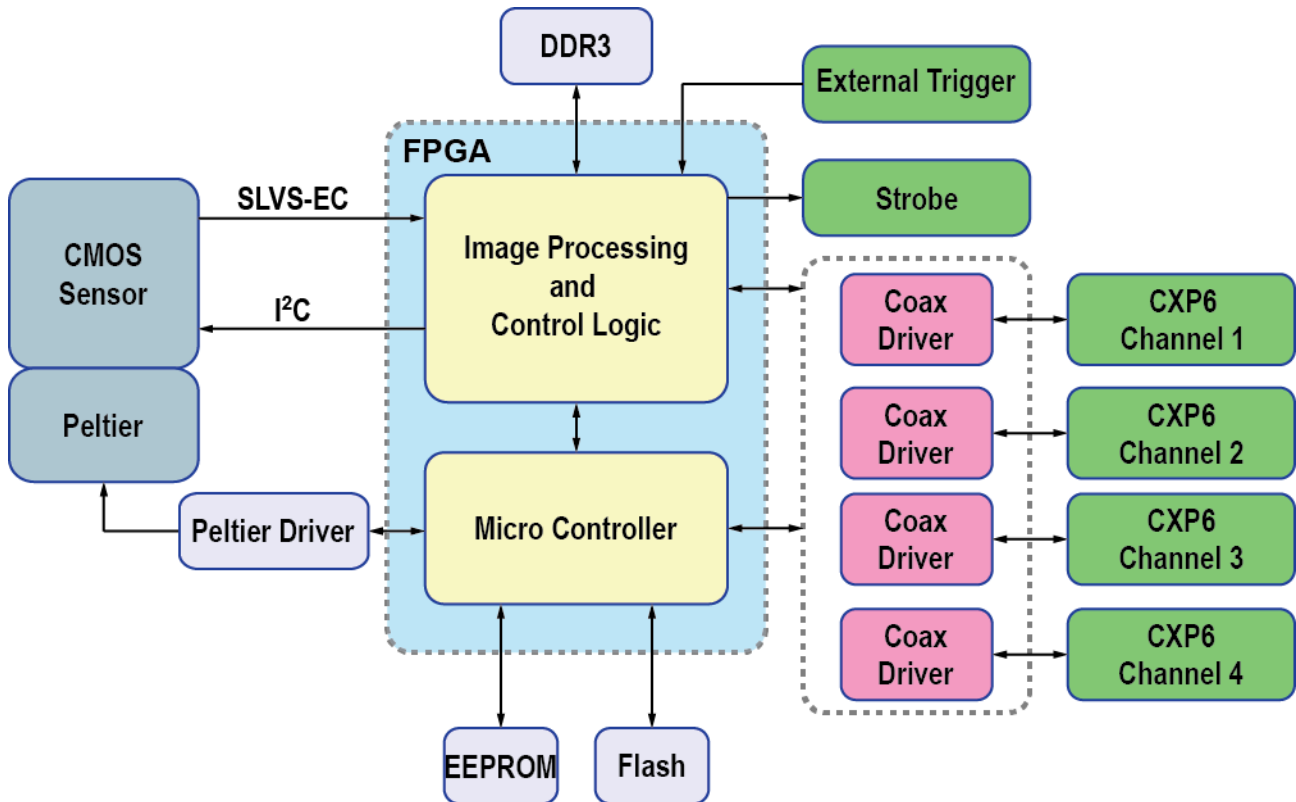 DDR3
External Trigger
FPGA
SLVS-EC
Strobe
CMOS
Sensor
Image Processing
and
Control Logic
I²C
Coax
Driver
CXP6
Channel 1
Peltier
Coax
Driver
CXP6
Channel 2
Peltier Driver
Micro Controller
Coax
Driver
CXP6
Channel 3
Coax
Driver
CXP6
Channel 4
EEPROM
Flash